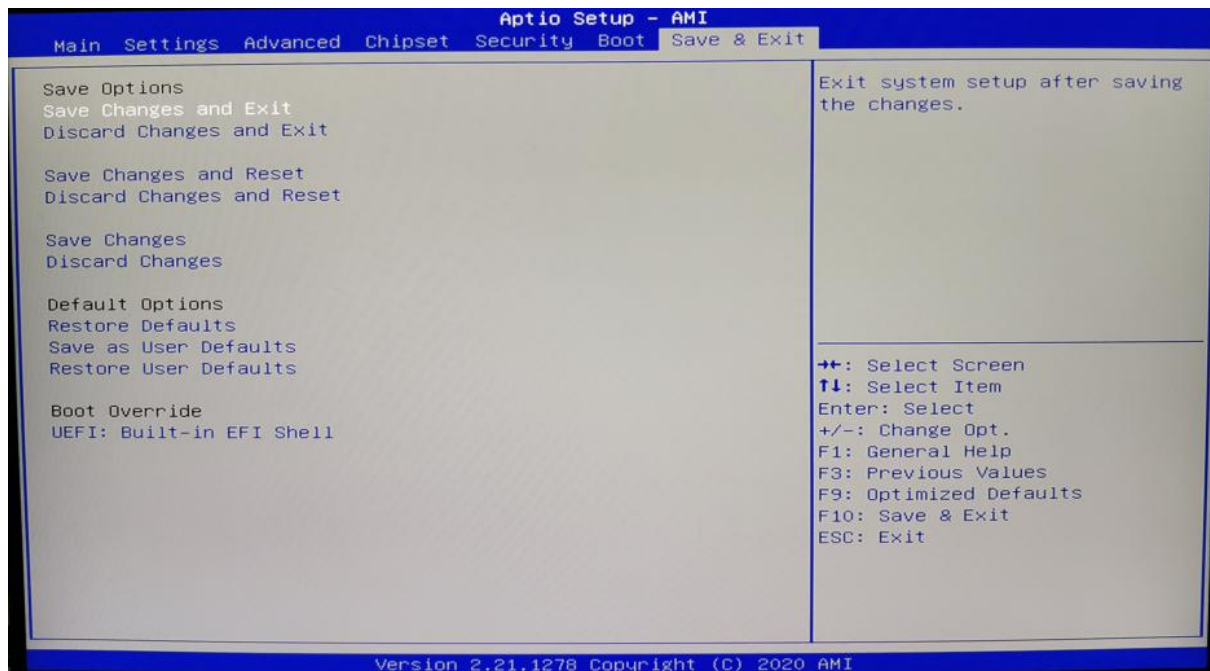 Aptio Setup – AMI
Main Settings Advanced Chipset Security Boot Save & Exit
Save Options
Save Changes and Exit
Discard Changes and Exit
Save Changes and Reset
Discard Changes and Reset
Save Changes
Discard Changes
Default Options
Restore Defaults
Save as User Defaults
Restore User Defaults
Boot Override
UEFI: Built-in EFI Shell
Exit system setup after saving
the changes.
→←: Select Screen
↑↓: Select Item
Enter: Select
+/-: Change Opt.
F1: General Help
F3: Previous Values
F9: Optimized Defaults
F10: Save & Exit
ESC: Exit
Version 2.21.1278 Copyright (C) 2020 AMI